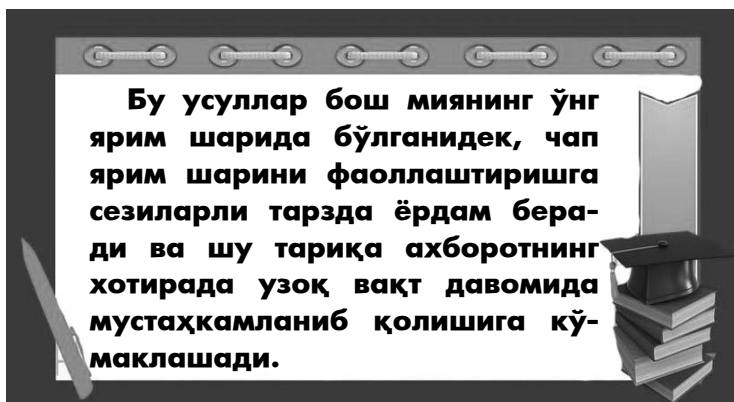 Бу усуллар бош миянинг ўнг
ярим шарида бўлганидек, чап
ярим шарини фаоллаштиришга
сезиларли тарзда ёрдам бера-
ди ва шу тариқа ахборотнинг
хотирада узоқ вақт давомида
мустаҳкамланиб қолишига кў-
маклашади.